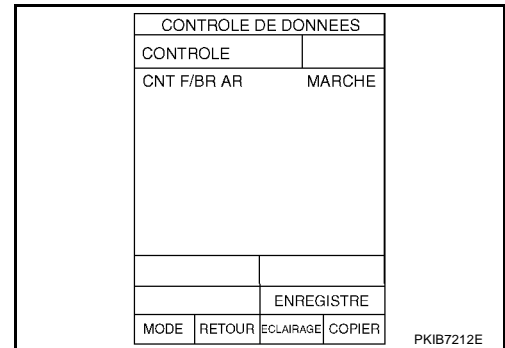 CONTROLE DE DONNEES
CONTROLE
CNT F/BR AR MARCHE
ENREGISTRE
MODE RETOUR ECLAIRAGE COPIER
PKIB7212E